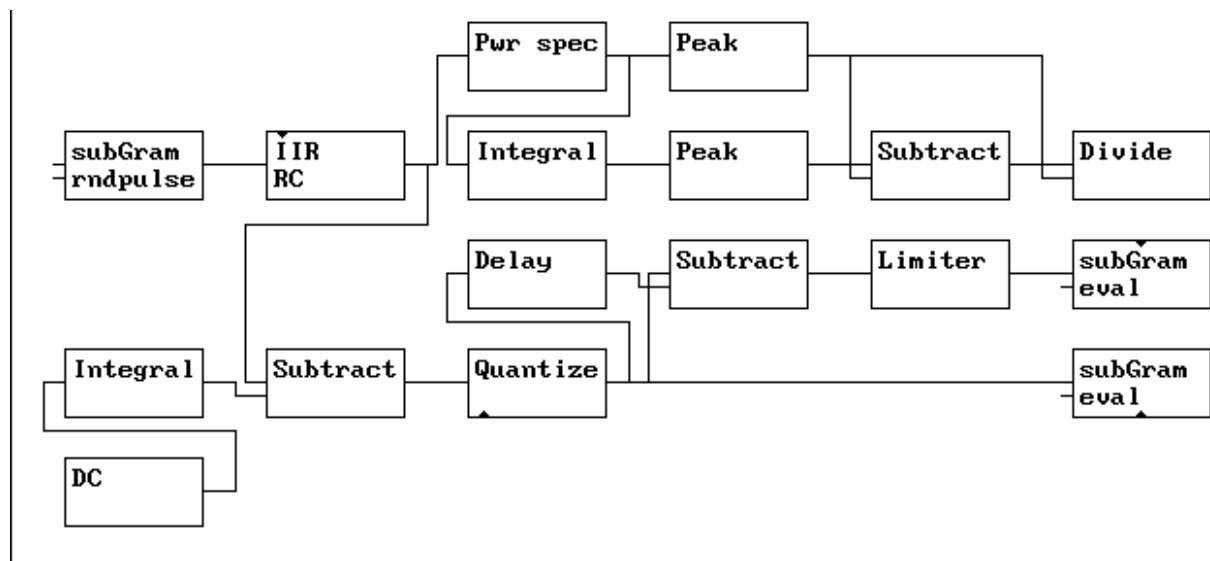 Pwr spec
Peak
subGram
rndpulse
IIR
RC
Integral
Peak
Subtract
Divide
Delay
Subtract
Limiter
subGram
eval
Integral
Subtract
Quantize
subGram
eval
DC